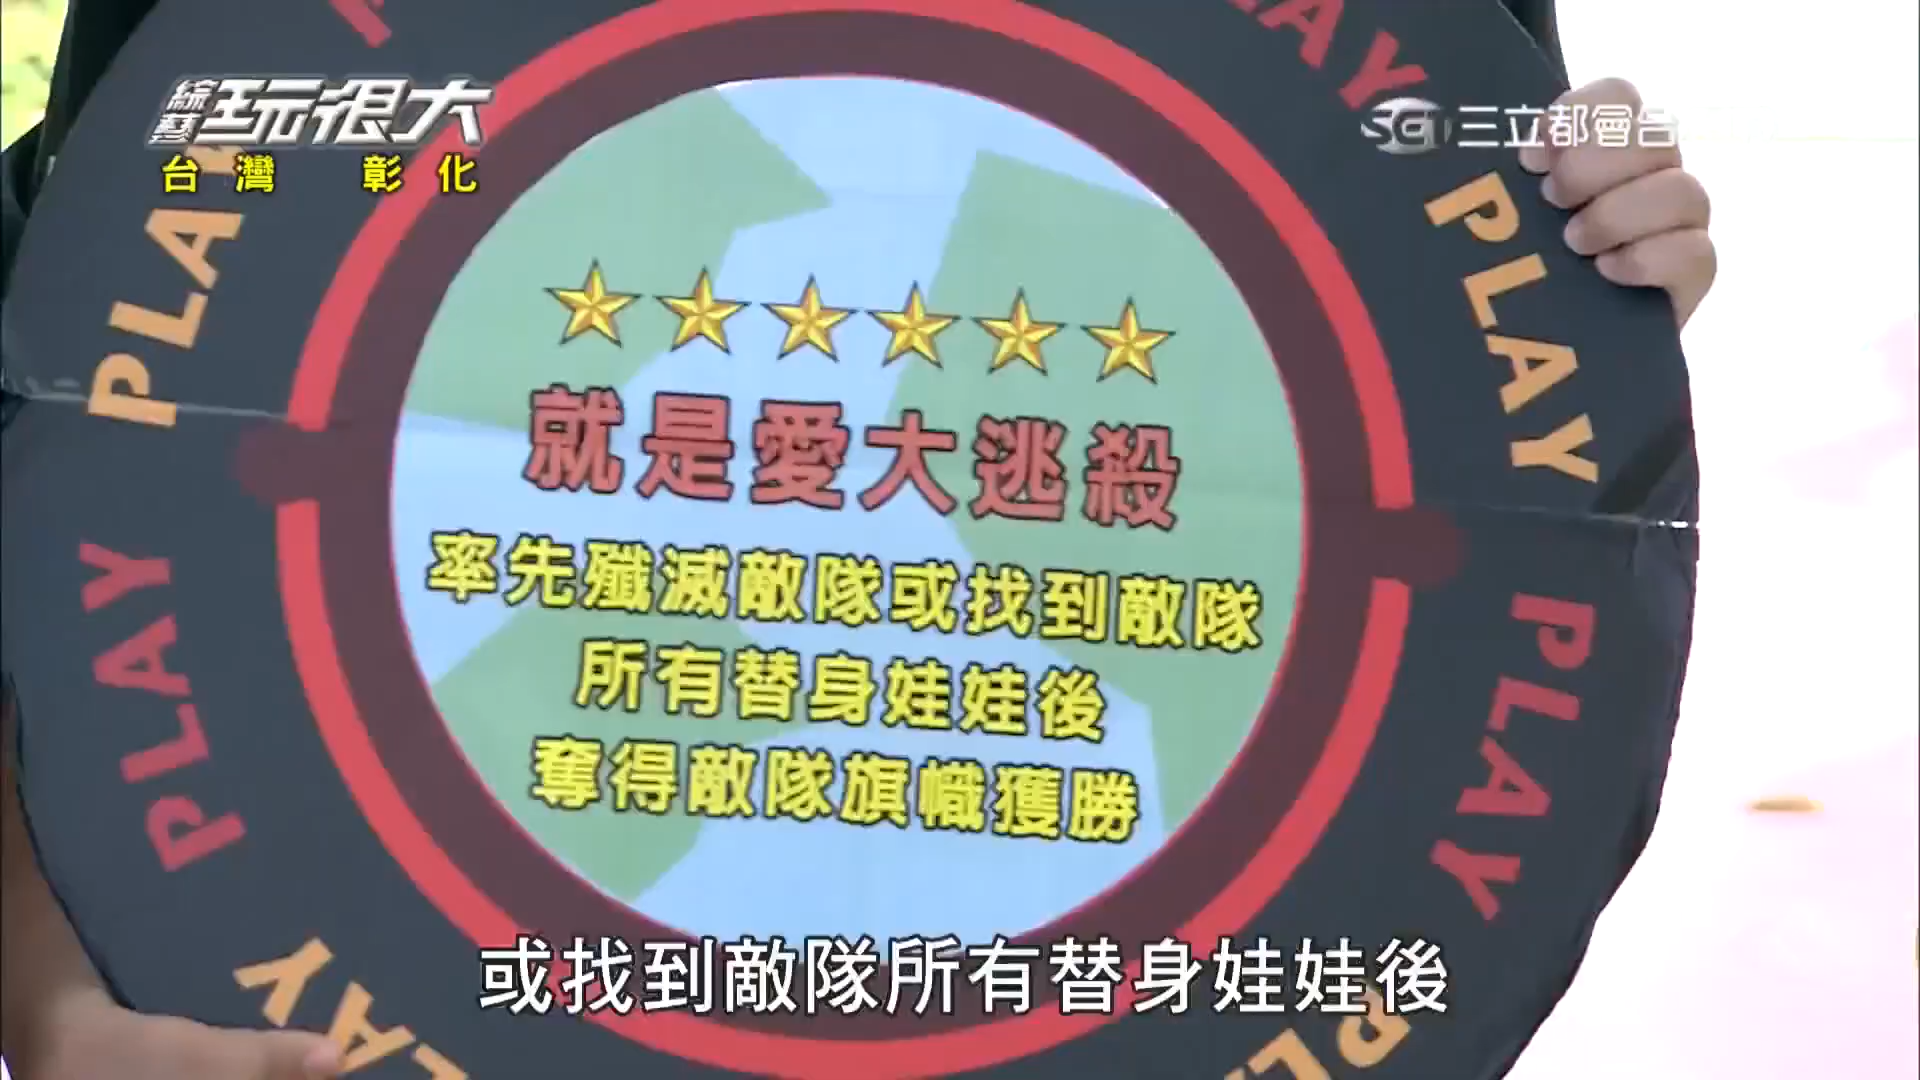 綜藝玩很大
台灣 彰化
SET 三立都會台
PLAY
PLAY
PLAY
PLAY
就是愛大逃殺
率先殲滅敵隊或找到敵隊
所有替身娃娃後
奪得敵隊旗幟獲勝
或找到敵隊所有替身娃娃後